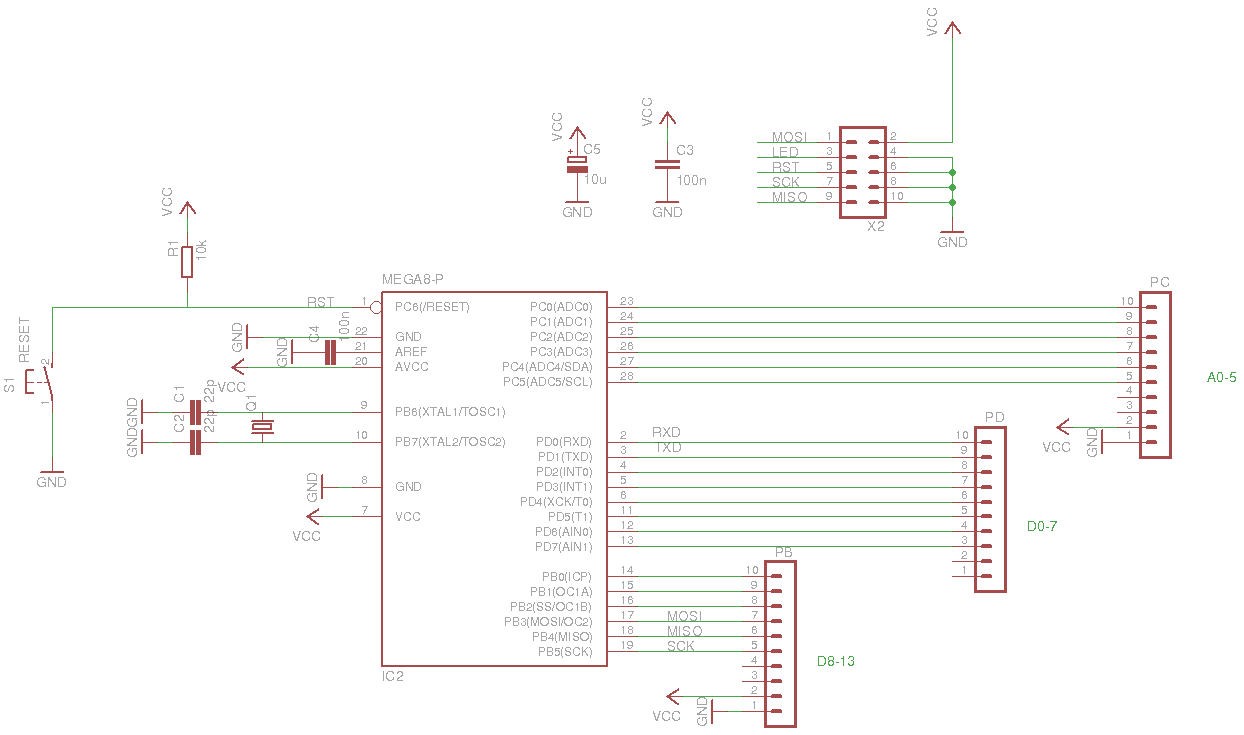 VCC
VCC
VCC
C5
+
10u
GND
C3
100n
GND
MOSI 1 2
LED 3 4
RST 5 6
SCK 7 8
MISO 9 10
X2
GND
VCC
R1
10k
MEGA8-P
RST 1 PC6(/RESET)
GND 22 GND
GND C4 100n 21 AREF
VCC 20 AVCC
GND C1 22p 9 PB6(XTAL1/TOSC1)
Q1
GND C2 22p 10 PB7(XTAL2/TOSC2)
GND 8 GND
VCC 7 VCC
RESET
S1
2
1
GND
PC0(ADC0) 23
PC1(ADC1) 24
PC2(ADC2) 25
PC3(ADC3) 26
PC4(ADC4/SDA) 27
PC5(ADC5/SCL) 28
PC
10
9
8
7
6
5
4
3
2
1
VCC
GND
A0-5
PD0(RXD) 2 RXD
PD1(TXD) 3 TXD
PD2(INT0) 4
PD3(INT1) 5
PD4(XCK/T0) 6
PD5(T1) 11
PD6(AIN0) 12
PD7(AIN1) 13
PD
10
9
8
7
6
5
4
3
2
1
D0-7
PB0(ICP) 14
PB1(OC1A) 15
PB2(SS/OC1B) 16
PB3(MOSI/OC2) 17 MOSI
PB4(MISO) 18 MISO
PB5(SCK) 19 SCK
PB
10
9
8
7
6
5
4
3
2
1
VCC
GND
D8-13
IC2